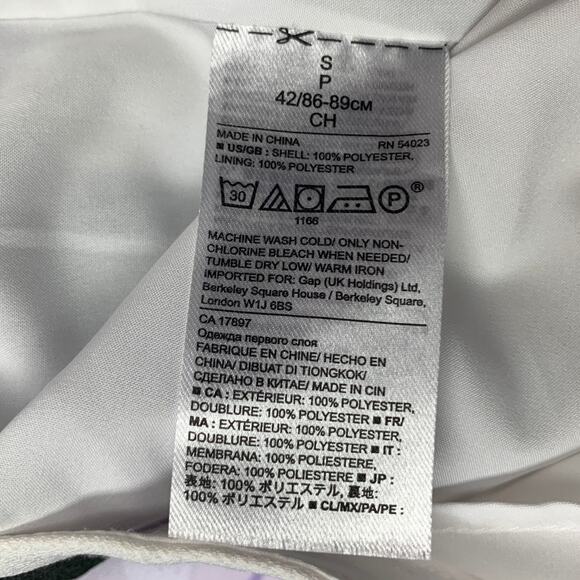 S
P
42/86-89CM
CH
MADE IN CHINA RN 54023
■ US/GB : SHELL: 100% POLYESTER,
LINING: 100% POLYESTER
30 P ®
1166
MACHINE WASH COLD/ ONLY NON-
CHLORINE BLEACH WHEN NEEDED/
TUMBLE DRY LOW/ WARM IRON
IMPORTED FOR: Gap (UK Holdings) Ltd,
Berkeley Square House / Berkeley Square,
London W1J 6BS
CA 17897
Одежда первого слоя
FABRIQUE EN CHINE/ HECHO EN
CHINA/ DIBUAT DI TIONGKOK/
СДЕЛАНО В КИТАЕ/ MADE IN CIN
■ CA : EXTÉRIEUR: 100% POLYESTER,
DOUBLURE: 100% POLYESTER ■ FR/
MA : EXTÉRIEUR: 100% POLYESTER,
DOUBLURE: 100% POLYESTER ■ IT :
MEMBRANA: 100% POLIESTERE,
FODERA: 100% POLIESTERE ■ JP :
表地: 100% ポリエステル, 裏地:
100% ポリエステル ■ CL/MX/PA/PE :